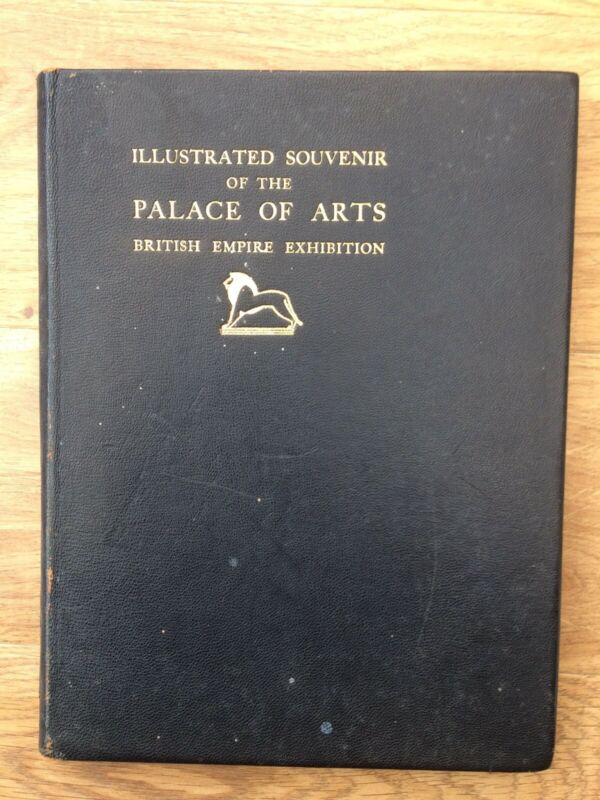 ILLUSTRATED SOUVENIR
OF THE
PALACE OF ARTS
BRITISH EMPIRE EXHIBITION